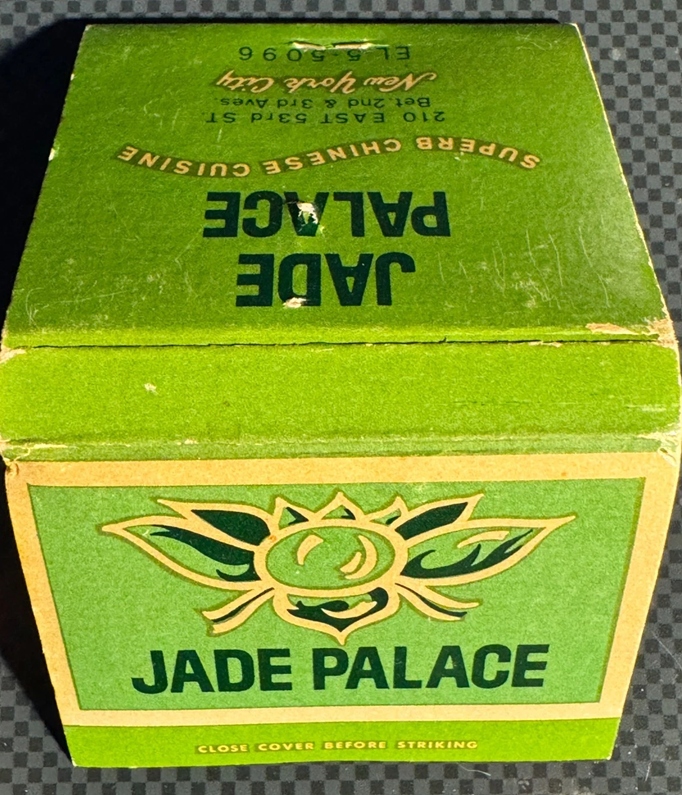 JADE
PALACE
SUPERB CHINESE CUISINE
210 EAST 53rd ST.
Bet. 2nd & 3rd Aves.
New York City
EL 5-5096
JADE PALACE
CLOSE COVER BEFORE STRIKING